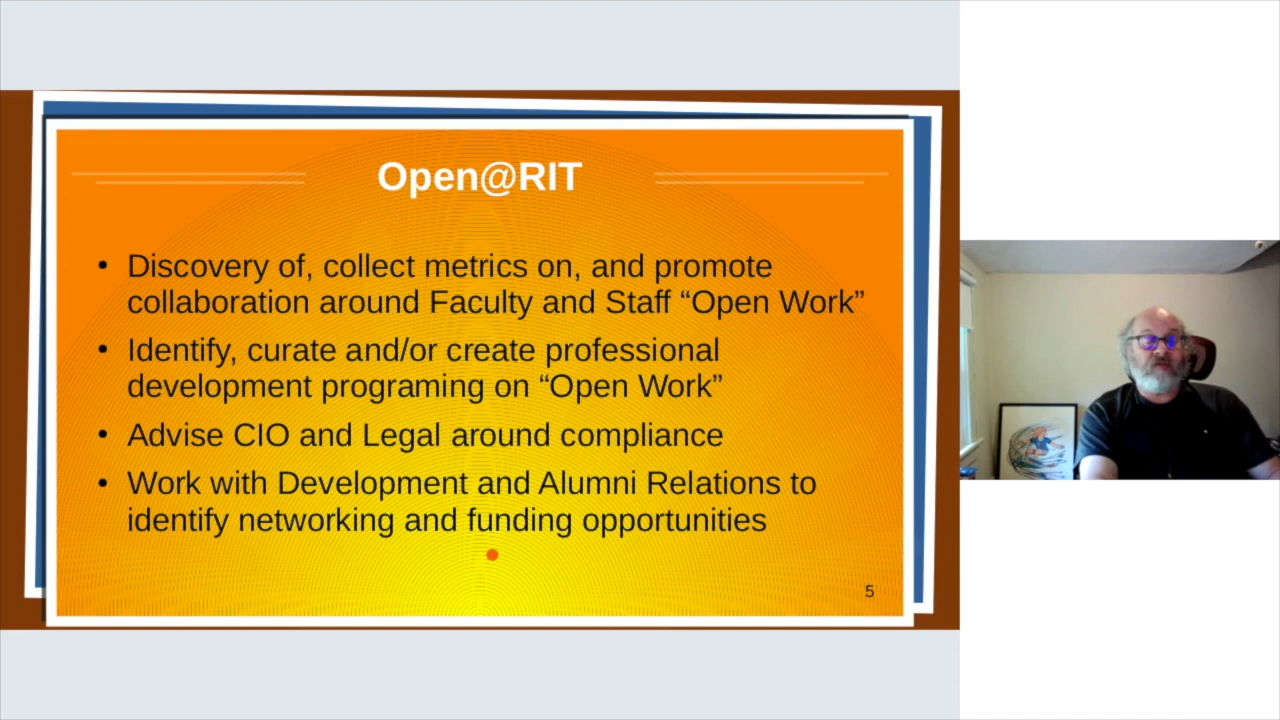 Open@RIT
• Discovery of, collect metrics on, and promote
collaboration around Faculty and Staff “Open Work”
• Identify, curate and/or create professional
development programing on “Open Work”
• Advise CIO and Legal around compliance
• Work with Development and Alumni Relations to
identify networking and funding opportunities
5